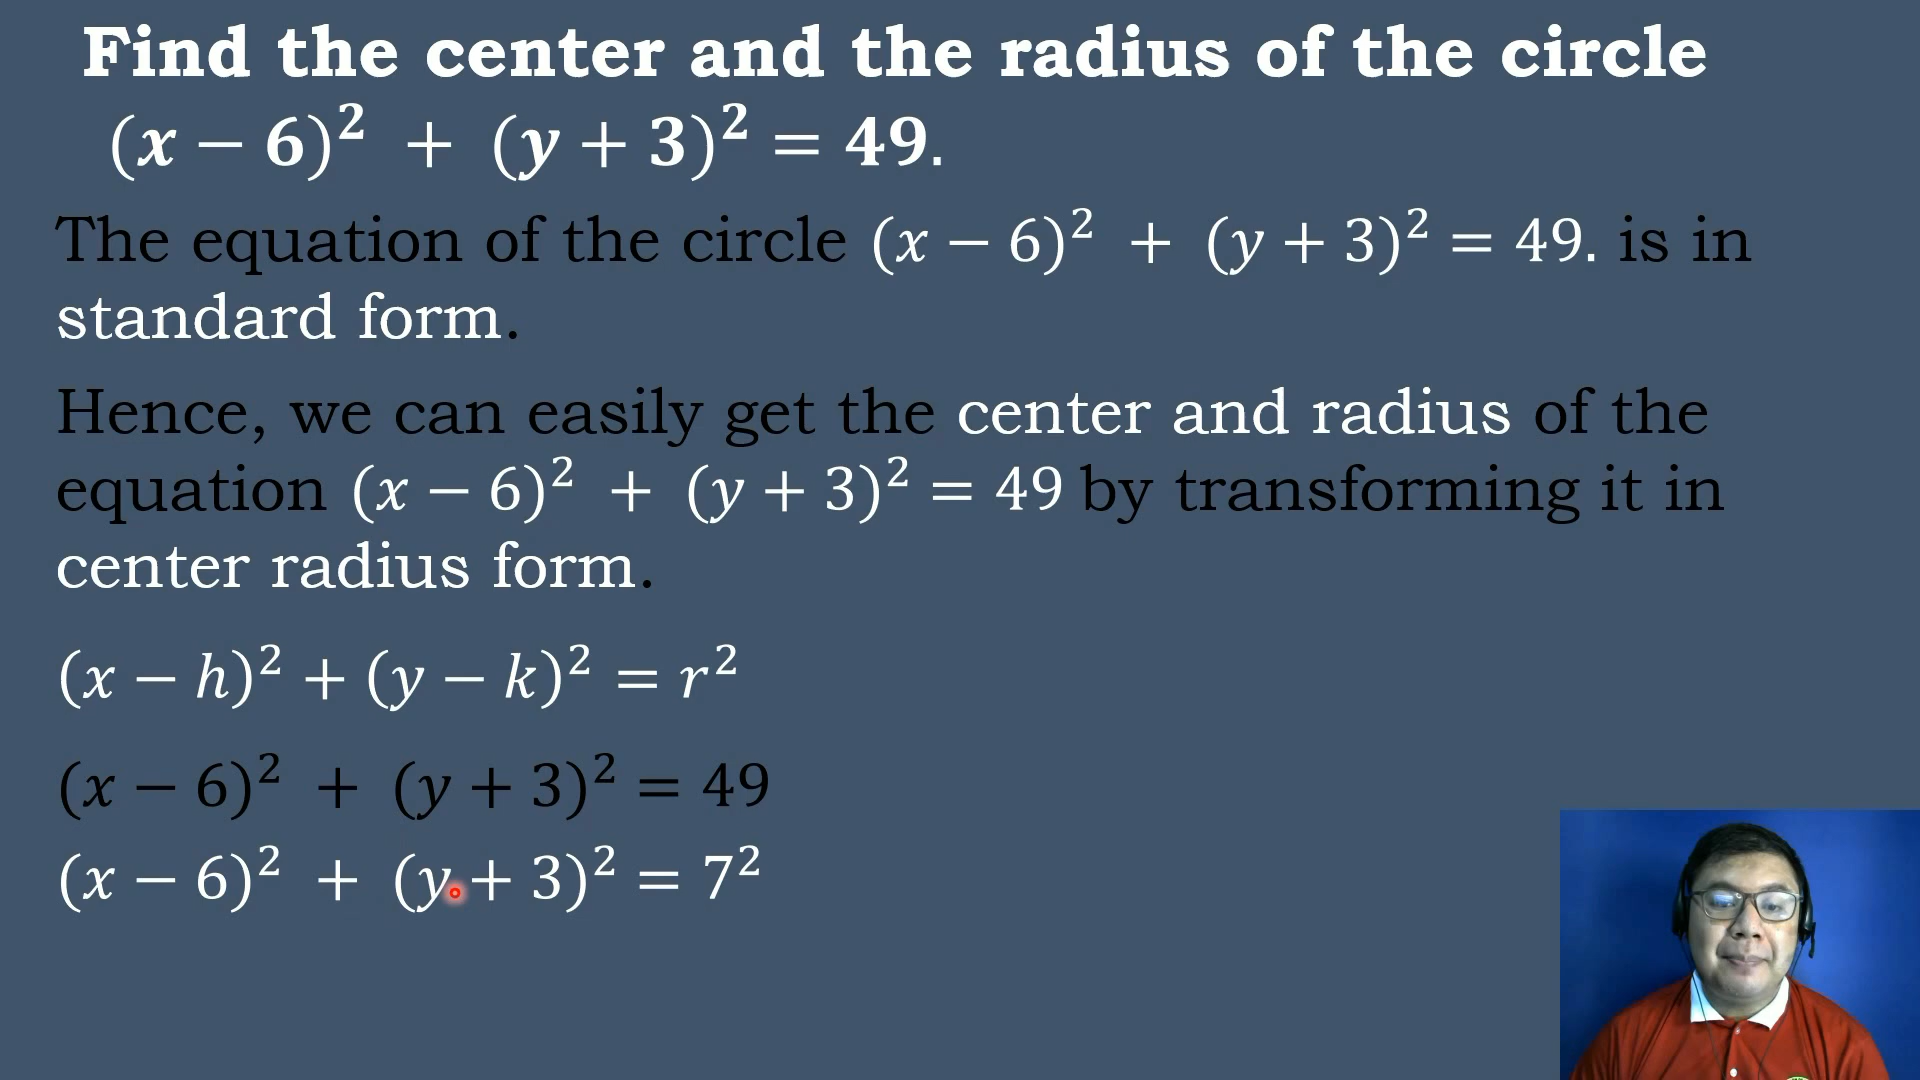 Find the center and the radius of the circle
(x − 6)² + (y + 3)² = 49.
The equation of the circle (x − 6)² + (y + 3)² = 49. is in
standard form.
Hence, we can easily get the center and radius of the
equation (x − 6)² + (y + 3)² = 49 by transforming it in
center radius form.
(x − h)² + (y − k)² = r²
(x − 6)² + (y + 3)² = 49
(x − 6)² + (y + 3)² = 7²